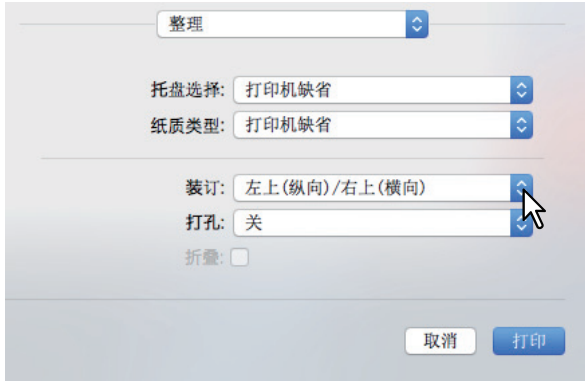 整理
托盘选择: 打印机缺省
纸质类型: 打印机缺省
装订: 左上(纵向)/右上(横向)
打孔: 关
折叠:
取消 打印